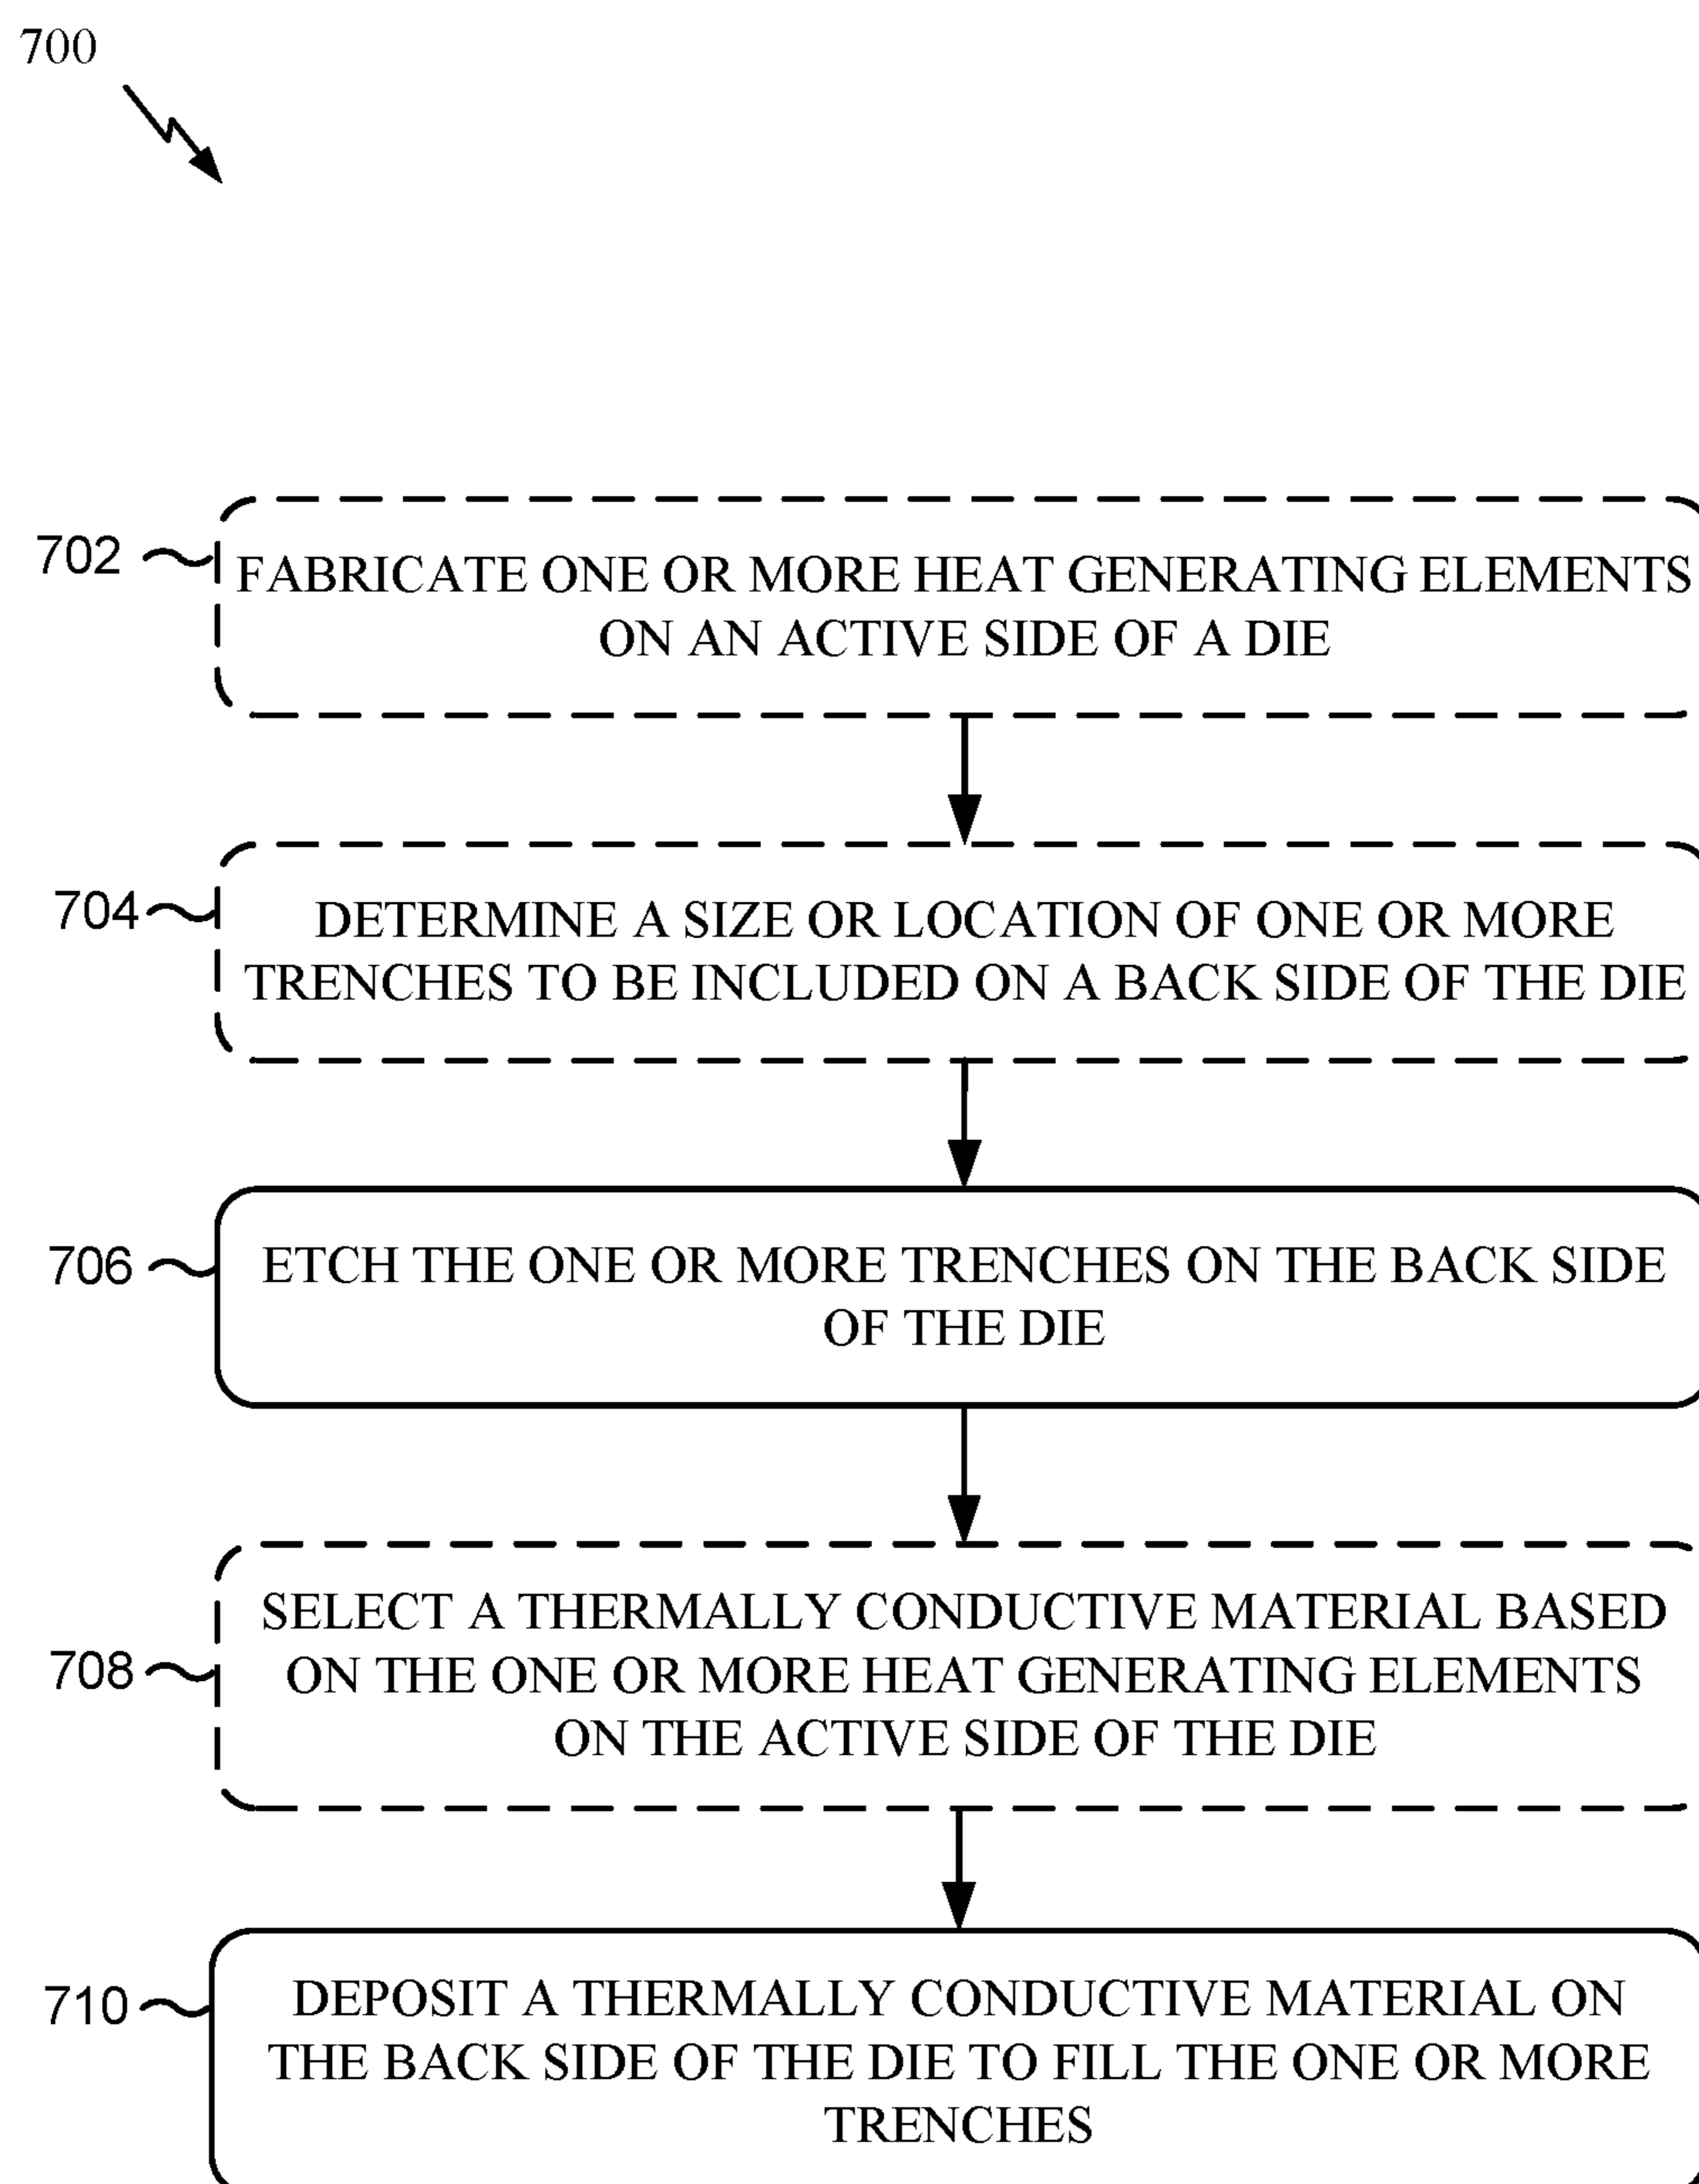 700
702
FABRICATE ONE OR MORE HEAT GENERATING ELEMENTS
ON AN ACTIVE SIDE OF A DIE
704
DETERMINE A SIZE OR LOCATION OF ONE OR MORE
TRENCHES TO BE INCLUDED ON A BACK SIDE OF THE DIE
706
ETCH THE ONE OR MORE TRENCHES ON THE BACK SIDE
OF THE DIE
708
SELECT A THERMALLY CONDUCTIVE MATERIAL BASED
ON THE ONE OR MORE HEAT GENERATING ELEMENTS
ON THE ACTIVE SIDE OF THE DIE
710
DEPOSIT A THERMALLY CONDUCTIVE MATERIAL ON
THE BACK SIDE OF THE DIE TO FILL THE ONE OR MORE
TRENCHES